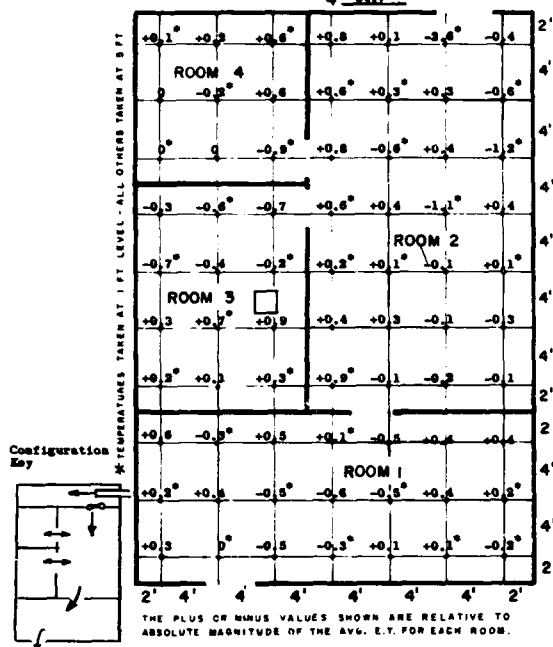 +0.1* +0.3 +0.6* +0.8 +0.1 -3.6* -0.4 2'
ROOM 4 4'
0 -0.3* +0.6 +0.6* +0.3* +0.3 -0.6* 4'
0* 0 -0.9* +0.8 -0.6* +0.4 -1.2* 4'
-0.3 -0.6* -0.7 +0.6* +0.4 -1.1* +0.4 4'
ROOM 2
-0.7* -0.4 -0.2* +0.2* +0.1* -0.1 +0.1* 4'
ROOM 3
+0.3 +0.7* +0.9 +0.4 +0.3 -0.1 -0.3 4'
+0.2* +0.1 +0.3* +0.9* -0.1 -0.2 -0.1 2'
+0.6 -0.3* +0.5 +0.1* -0.5 +0.4 +0.4 2'
ROOM 1 4'
+0.2* +0.4 -0.5* -0.6 -0.5* +0.4 +0.2* 4'
+0.3 0* -0.5 -0.3* +0.1 +0.1* -0.2* 2'
2' 4' 4' 4' 4' 4' 4' 2'
* TEMPERATURES TAKEN AT 1 FT LEVEL - ALL OTHERS TAKEN AT 5 FT
Configuration
Key
THE PLUS OR MINUS VALUES SHOWN ARE RELATIVE TO
ABSOLUTE MAGNITUDE OF THE AVG. E.T. FOR EACH ROOM.